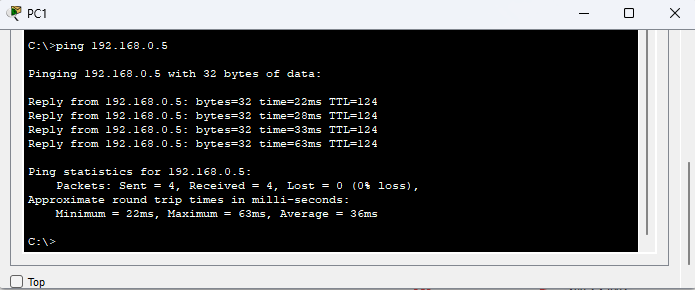 PC1
C:\>ping 192.168.0.5
Pinging 192.168.0.5 with 32 bytes of data:
Reply from 192.168.0.5: bytes=32 time=22ms TTL=124
Reply from 192.168.0.5: bytes=32 time=28ms TTL=124
Reply from 192.168.0.5: bytes=32 time=33ms TTL=124
Reply from 192.168.0.5: bytes=32 time=63ms TTL=124
Ping statistics for 192.168.0.5:
Packets: Sent = 4, Received = 4, Lost = 0 (0% loss),
Approximate round trip times in milli-seconds:
Minimum = 22ms, Maximum = 63ms, Average = 36ms
C:\>
Top